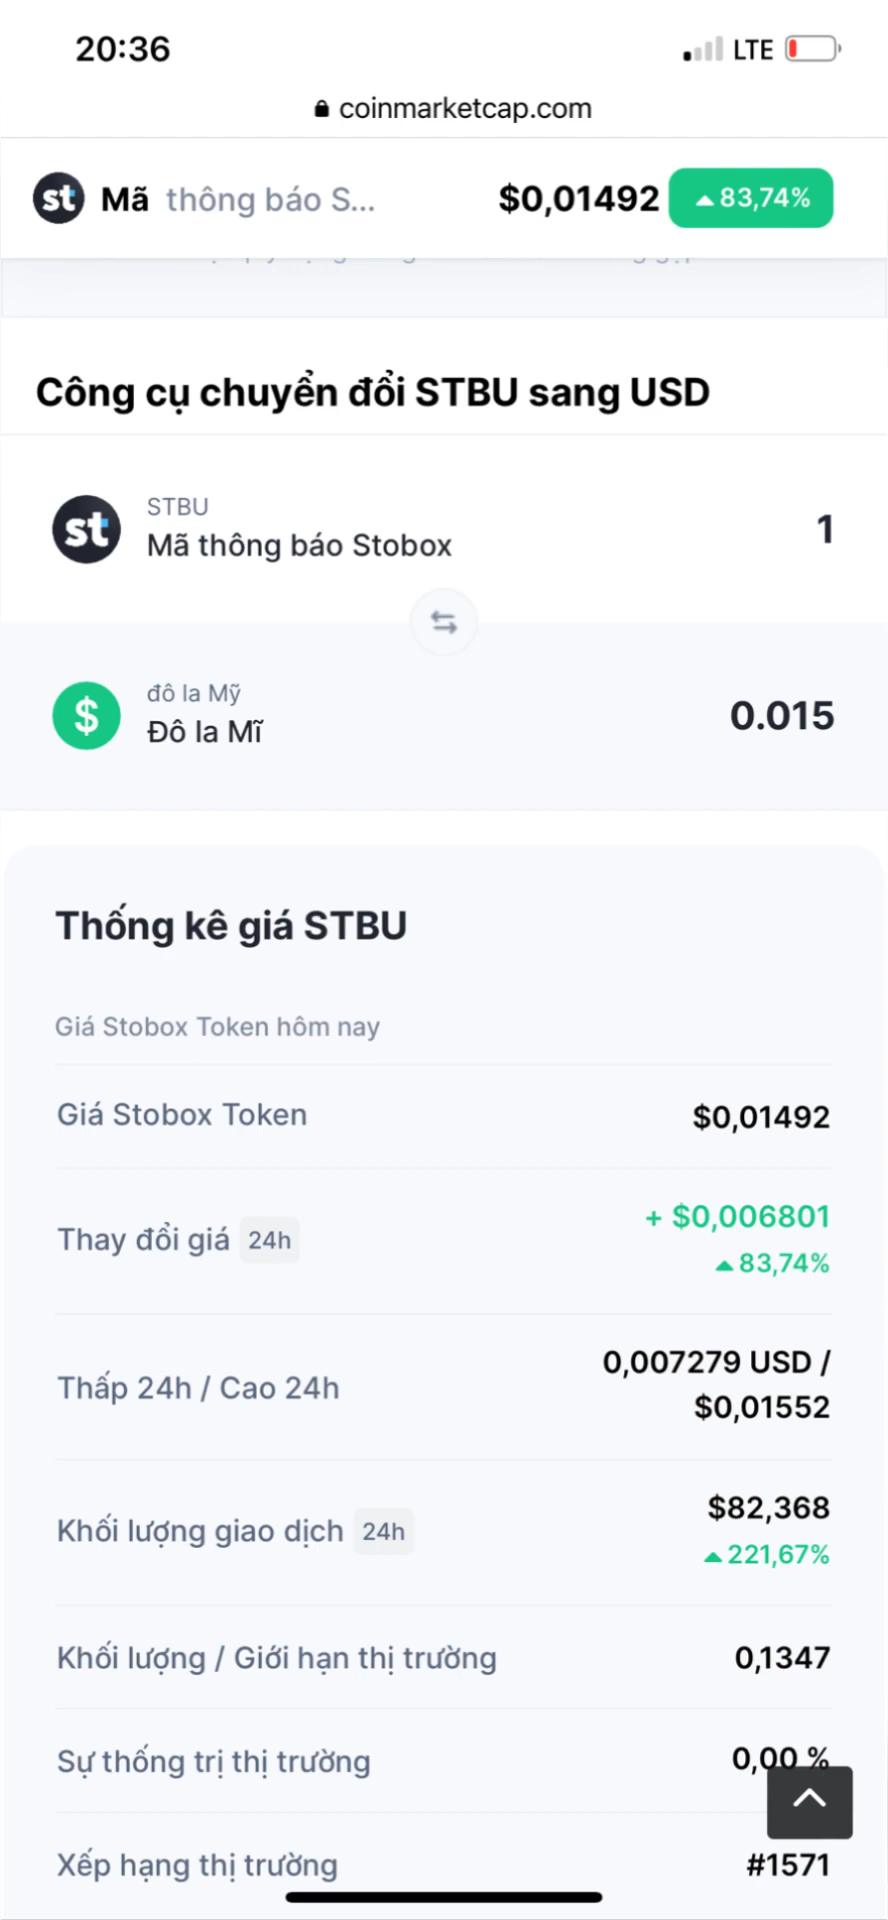 20:36
LTE
coinmarketcap.com
st Mã thông báo S... $0,01492 83,74%
Công cụ chuyển đổi STBU sang USD
STBU
st Mã thông báo Stobox 1
đô la Mỹ
$ Đô la Mĩ 0.015
Thống kê giá STBU
Giá Stobox Token hôm nay
Giá Stobox Token $0,01492
Thay đổi giá 24h + $0,006801
83,74%
Thấp 24h / Cao 24h 0,007279 USD /
$0,01552
Khối lượng giao dịch 24h $82,368
221,67%
Khối lượng / Giới hạn thị trường 0,1347
Sự thống trị thị trường 0,00 %
Xếp hạng thị trường #1571